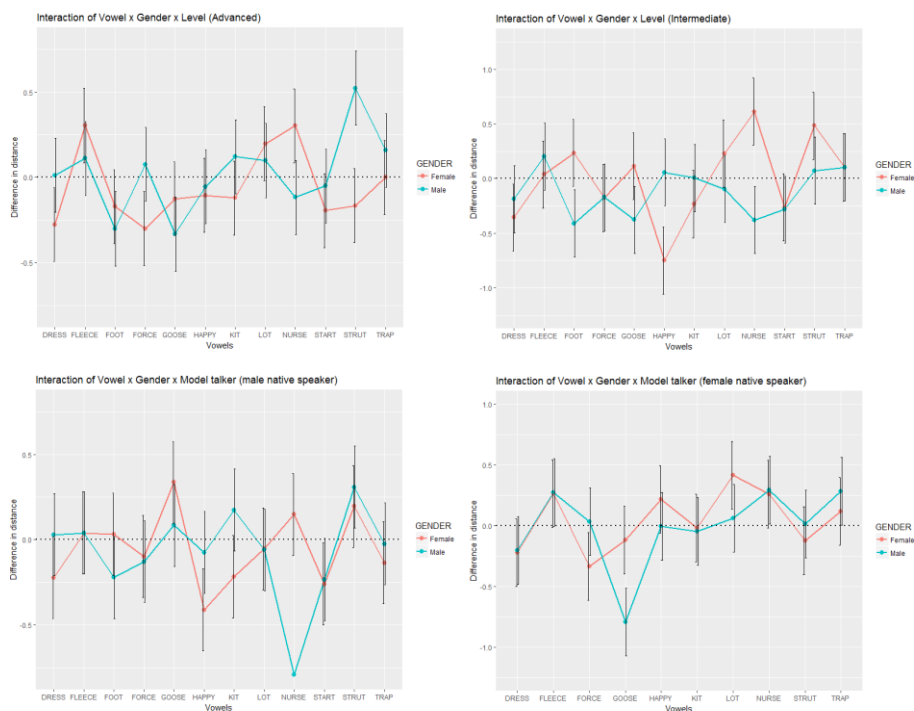 Interaction of Vowel x Gender x Level (Advanced)
Difference in distance
0.5
0.0
-0.5
DRESS FLEECE FOOT FORCE GOOSE HAPPY KIT LOT NURSE START STRUT TRAP
Vowels
GENDER
Female
Male
Interaction of Vowel x Gender x Level (Intermediate)
Difference in distance
1.0
0.5
0.0
-0.5
-1.0
DRESS FLEECE FOOT FORCE GOOSE HAPPY KIT LOT NURSE START STRUT TRAP
Vowels
GENDER
Female
Male
Interaction of Vowel x Gender x Model talker (male native speaker)
Difference in distance
0.5
0.0
-0.5
DRESS FLEECE FOOT FORCE GOOSE HAPPY KIT LOT NURSE START STRUT TRAP
Vowels
GENDER
Female
Male
Interaction of Vowel x Gender x Model talker (female native speaker)
Difference in distance
1.0
0.5
0.0
-0.5
-1.0
DRESS FLEECE FORCE GOOSE HAPPY KIT LOT NURSE STRUT TRAP
Vowels
GENDER
Female
Male